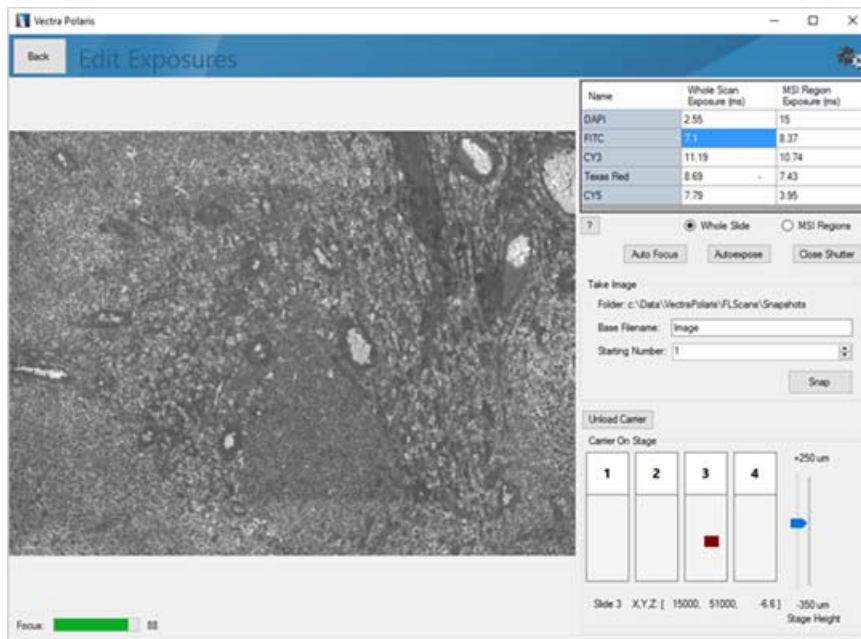 Vectra Polaris
Back
Edit Exposures
Name Whole Scan Exposure (ms) MSI Region Exposure (ms)
DAPI 2.55 15
FITC 7.1 8.37
CY3 11.19 10.74
Texas Red 8.69 7.43
CY5 7.79 3.95
? Whole Slide MSI Regions
Auto Focus Autoexpose Close Shutter
Take Image
Folder: c:\Data\VectraPolaris\FLScans\Snapshots
Base Filename: Image
Starting Number: 1
Snap
Unload Carrier
Carrier On Stage
+250 um
1 2 3 4
Slide 3 X,Y,Z: [ 15000, 51000, -6.6 ] -350 um
Stage Height
Focus: 88